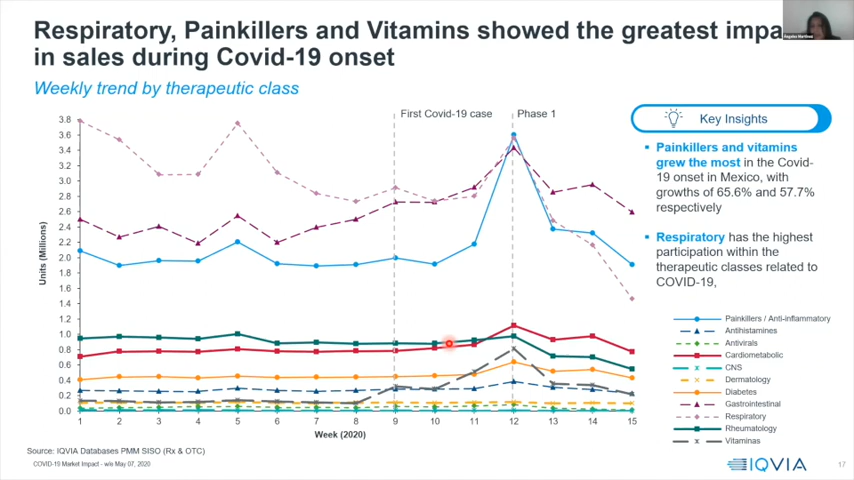 Respiratory, Painkillers and Vitamins showed the greatest impa
in sales during Covid-19 onset
Weekly trend by therapeutic class
First Covid-19 case
Phase 1
Units (Millions)
3.8
3.6
3.4
3.2
3.0
2.8
2.6
2.4
2.2
2.0
1.8
1.6
1.4
1.2
1.0
0.8
0.6
0.4
0.2
0.0
1 2 3 4 5 6 7 8 9 10 11 12 13 14 15
Week (2020)
Key Insights
Painkillers and vitamins
grew the most in the Covid-
19 onset in Mexico, with
growths of 65.6% and 57.7%
respectively
Respiratory has the highest
participation within the
therapeutic classes related to
COVID-19,
Painkillers / Anti-inflammatory
Antihistamines
Antivirals
Cardiometabolic
CNS
Dermatology
Diabetes
Gastrointestinal
Respiratory
Rheumatology
Vitaminas
Source: IQVIA Databases PMM SISO (Rx & OTC)
COVID-19 Market Impact - w/e May 07, 2020
IQVIA
17